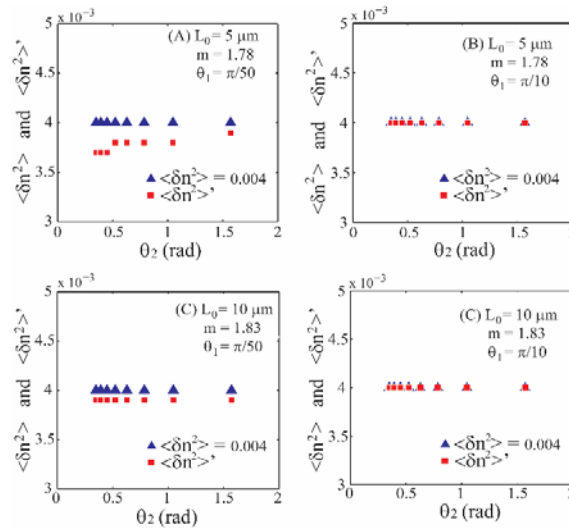 x 10⁻³
5
4.5
4
3.5
3
<δn²> and <δn²>'
(A) L₀ = 5 μm
m = 1.78
θ₁ = π/50
▲ <δn²> = 0.004
■ <δn²>'
0 0.5 1 1.5 2
θ₂ (rad)
x 10⁻³
5
4.5
4
3.5
3
<δn²> and <δn²>'
(B) L₀ = 5 μm
m = 1.78
θ₁ = π/10
▲ <δn²> = 0.004
■ <δn²>'
0 0.5 1 1.5 2
θ₂ (rad)
x 10⁻³
5
4.5
4
3.5
3
<δn²> and <δn²>'
(C) L₀ = 10 μm
m = 1.83
θ₁ = π/50
▲ <δn²> = 0.004
■ <δn²>'
0 0.5 1 1.5 2
θ₂ (rad)
x 10⁻³
5
4.5
4
3.5
3
<δn²> and <δn²>'
(C) L₀ = 10 μm
m = 1.83
θ₁ = π/10
▲ <δn²> = 0.004
■ <δn²>'
0 0.5 1 1.5 2
θ₂ (rad)